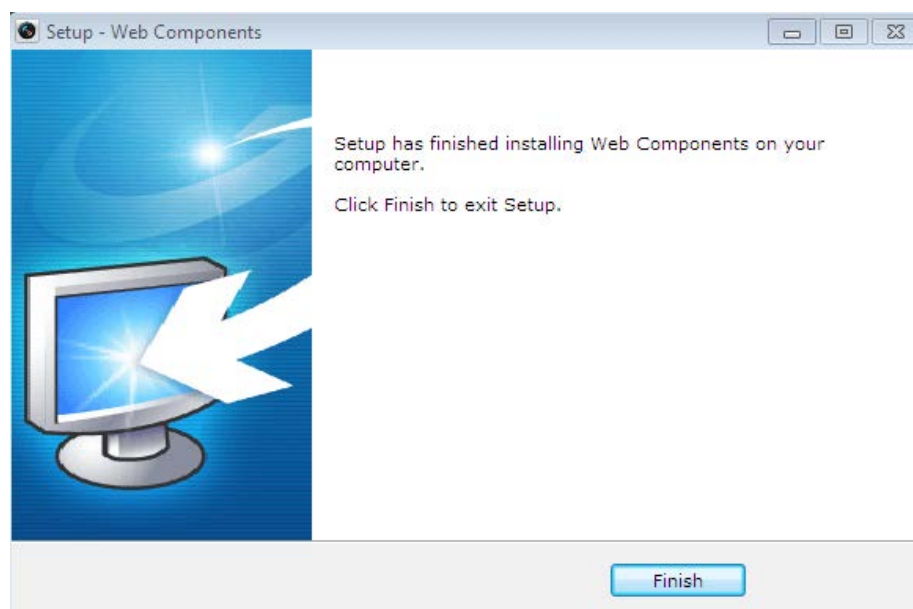 Setup - Web Components
Setup has finished installing Web Components on your
computer.
Click Finish to exit Setup.
Finish